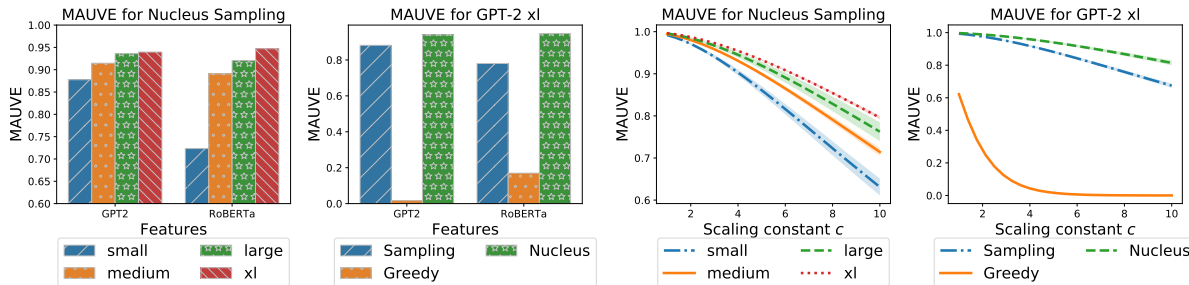 MAUVE for Nucleus Sampling
MAUVE
1.00
0.95
0.90
0.85
0.80
0.75
0.70
0.65
0.60
GPT2
RoBERTa
Features
small
large
medium
xl
MAUVE for GPT-2 xl
MAUVE
0.8
0.6
0.4
0.2
0.0
GPT2
RoBERTa
Features
Sampling
Nucleus
Greedy
MAUVE for Nucleus Sampling
MAUVE
1.0
0.9
0.8
0.7
0.6
2 4 6 8 10
Scaling constant c
small
large
medium
xl
MAUVE for GPT-2 xl
MAUVE
1.0
0.8
0.6
0.4
0.2
0.0
2 4 6 8 10
Scaling constant c
Sampling
Nucleus
Greedy